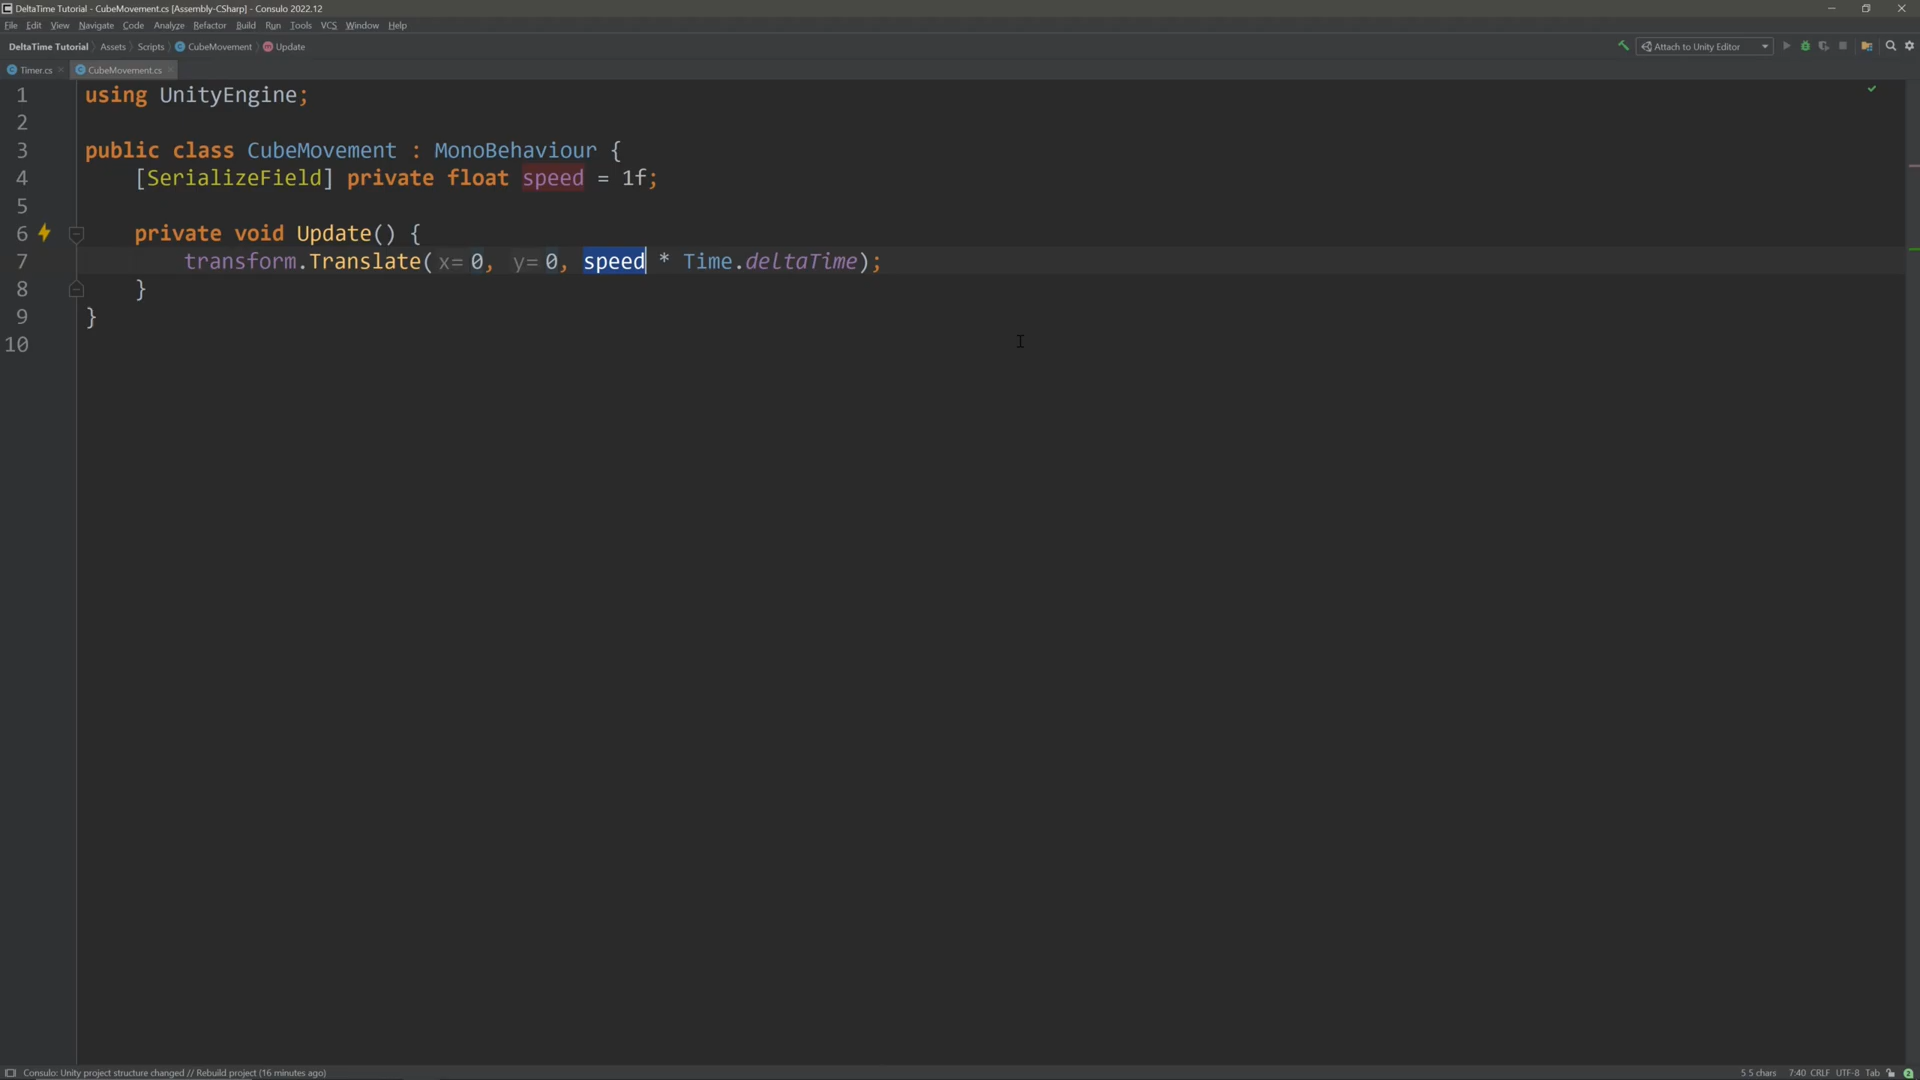 DeltaTime Tutorial - CubeMovement.cs [Assembly-CSharp] - Consulo 2022.12
File Edit View Navigate Code Analyze Refactor Build Run Tools VCS Window Help
DeltaTime Tutorial Assets Scripts CubeMovement Update Attach to Unity Editor
Timer.cs CubeMovement.cs
1 using UnityEngine;
2
3 public class CubeMovement : MonoBehaviour {
4 [SerializeField] private float speed = 1f;
5
6 private void Update() {
7 transform.Translate( x= 0, y= 0, speed * Time.deltaTime);
8 }
9 }
10
Consulo: Unity project structure changed // Rebuild project (16 minutes ago) 5 5 chars 7:40 CRLF UTF-8 Tab 2